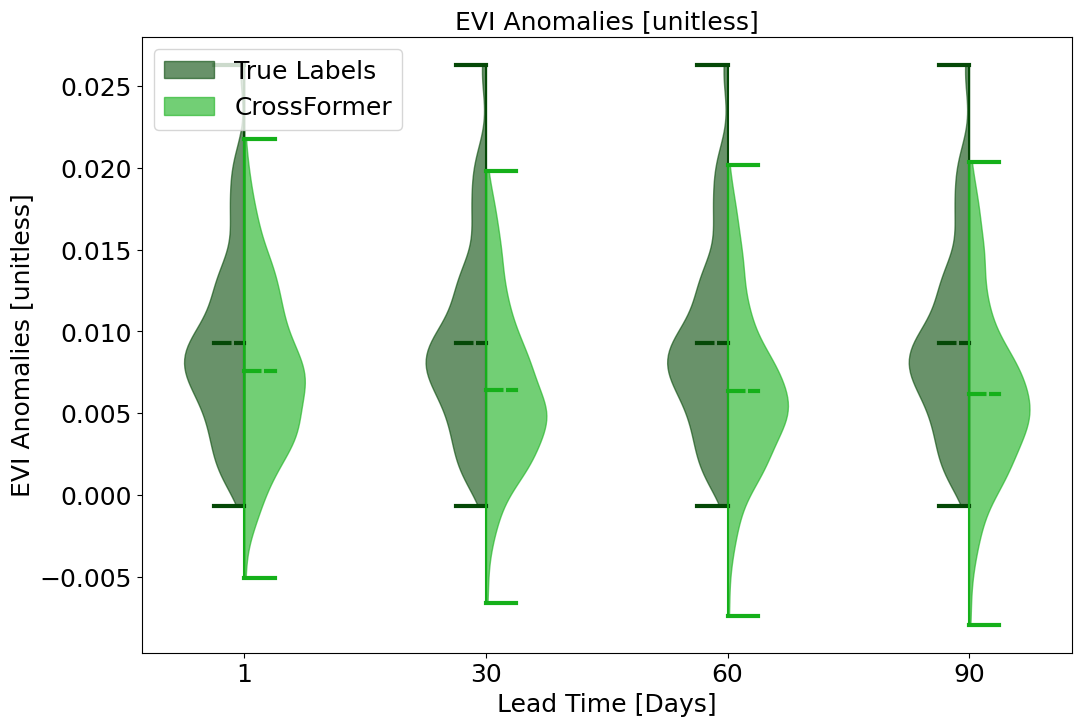 EVI Anomalies [unitless]
True Labels
CrossFormer
EVI Anomalies [unitless]
0.025
0.020
0.015
0.010
0.005
0.000
−0.005
1 30 60 90
Lead Time [Days]